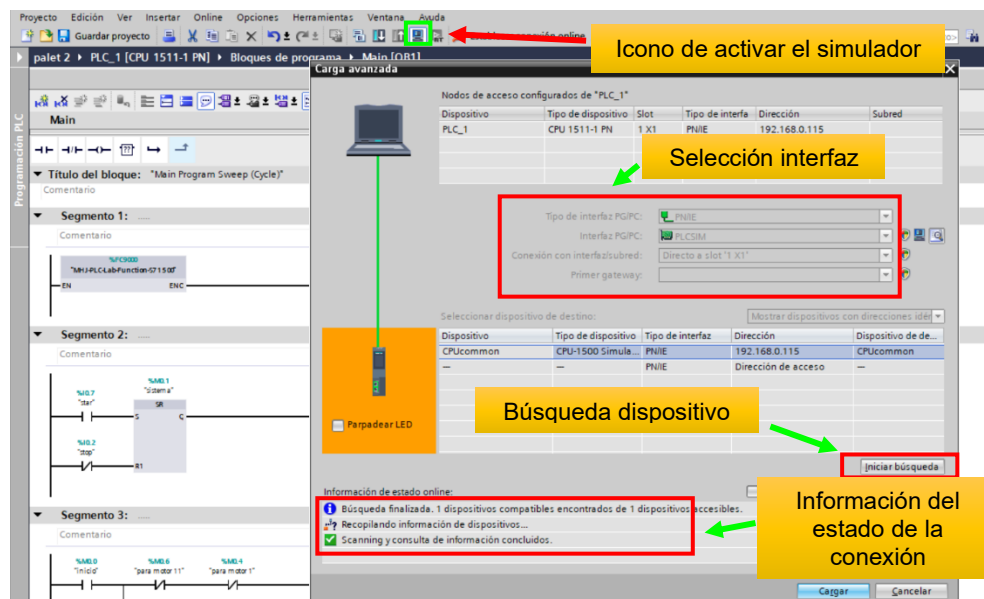 Proyecto Edición Ver Insertar Online Opciones Herramientas Ventana Ayuda
Guardar proyecto
Icono de activar el simulador
palet 2 PLC_1 [CPU 1511-1 PN] Bloques de programa Main [OB1]
Carga avanzada
Programación PLC
Main
Título del bloque: "Main Program Sweep (Cycle)"
Comentario
Segmento 1: ......
Comentario
%FC9000
"MHJ-PLC-Lab-Function-S71500"
EN ENO
Segmento 2: ......
Comentario
%M0.1
"sistema"
%I0.7
"star"
SR
S Q
%I0.2
"stop"
R1
Segmento 3: ......
Comentario
%M0.0 %M0.6 %M0.4
"inicio" "para motor 11" "para motor 1"
Nodos de acceso configurados de "PLC_1"
Dispositivo Tipo de dispositivo Slot Tipo de interfa Dirección Subred
PLC_1 CPU 1511-1 PN 1 X1 PN/IE 192.168.0.115
Selección interfaz
Tipo de interfaz PG/PC: PN/IE
Interfaz PG/PC: PLCSIM
Conexión con interfaz/subred: Directo a slot '1 X1'
Primer gateway:
Seleccionar dispositivo de destino: Mostrar dispositivos con direcciones idén
Dispositivo Tipo de dispositivo Tipo de interfaz Dirección Dispositivo de de...
CPUcommon CPU-1500 Simula... PN/IE 192.168.0.115 CPUcommon
— — PN/IE Dirección de acceso —
Búsqueda dispositivo
Parpadear LED
Iniciar búsqueda
Información de estado online:
Búsqueda finalizada. 1 dispositivos compatibles encontrados de 1 dispositivos accesibles.
Recopilando información de dispositivos...
Scanning y consulta de información concluidos.
Información del
estado de la
conexión
Cargar Cancelar